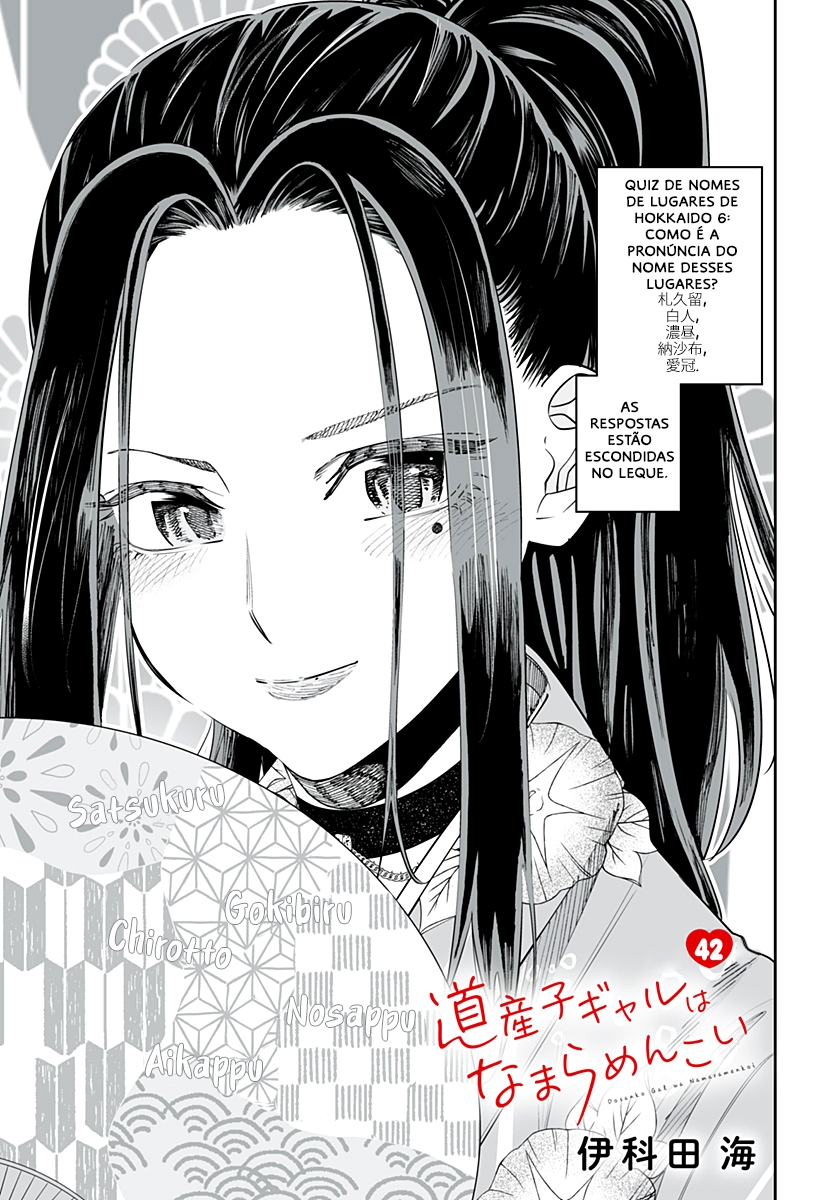 QUIZ DE NOMES
DE LUGARES DE
HOKKAIDO 6:
COMO É A
PRONÚNCIA DO
NOME DESSES
LUGARES?
札久留,
白人,
濃昼,
納沙布,
愛冠.
AS
RESPOSTAS
ESTÃO
ESCONDIDAS
NO LEQUE.
Satsukuru
Gokibiru
Chirotto
Nosappu
Aikappu
42
道産子ギャルは
なまらめんこい
Dosanko Gal wa Namaramenkoi
伊科田 海